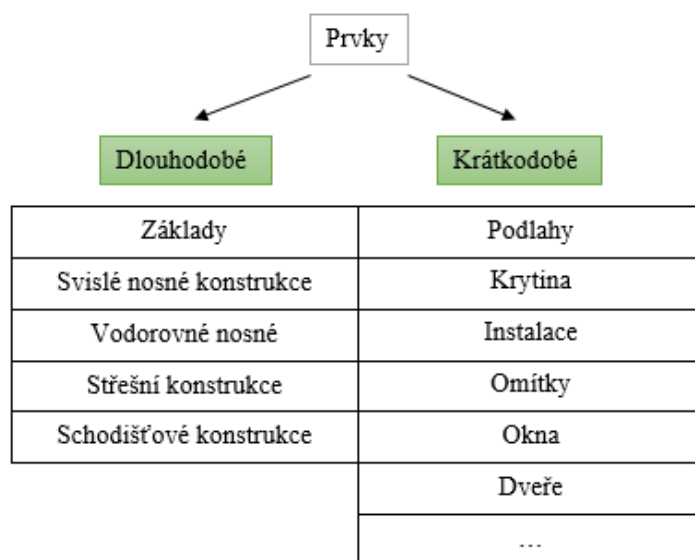 Prvky
Dlouhodobé
Krátkodobé
Základy
Podlahy
Svislé nosné konstrukce
Krytina
Vodorovné nosné
Instalace
Střešní konstrukce
Omítky
Schodišťové konstrukce
Okna
Dveře
…